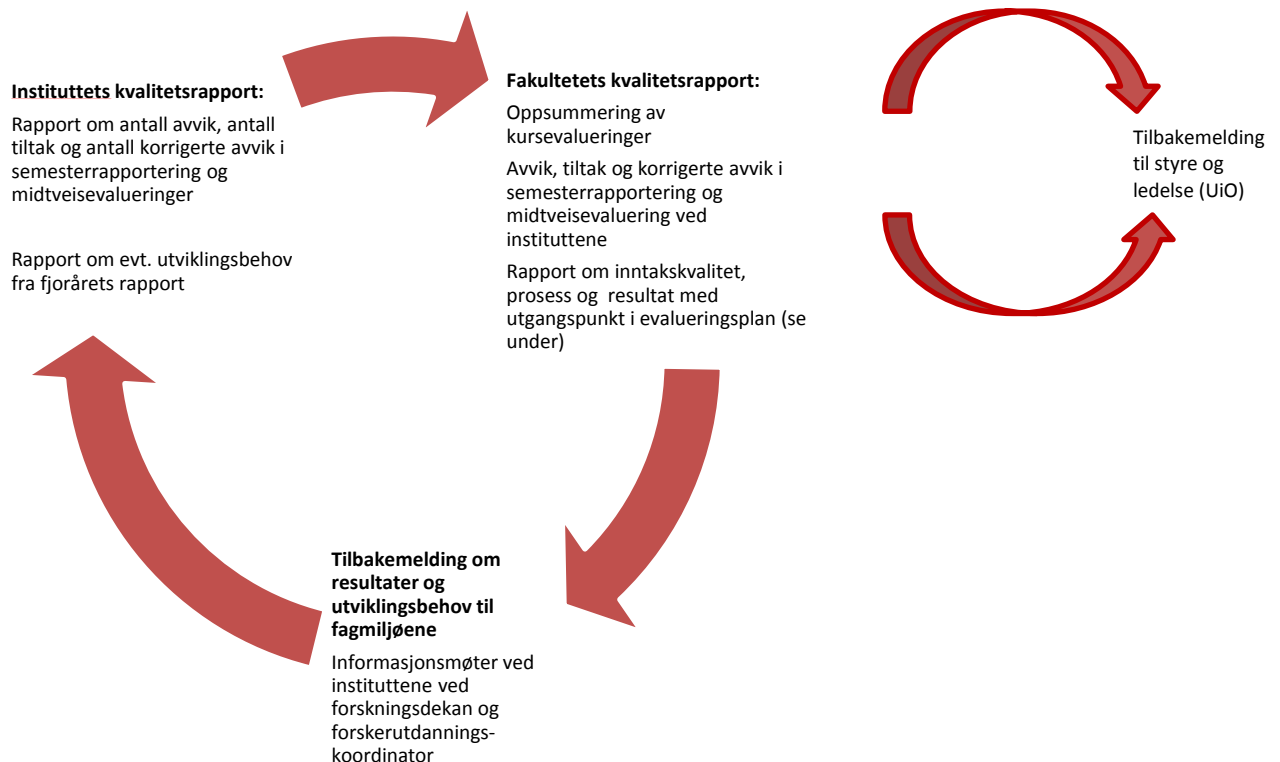 Instituttets kvalitetsrapport:
Rapport om antall avvik, antall
tiltak og antall korrigerte avvik i
semesterrapportering og
midtveisevalueringer
Rapport om evt. utviklingsbehov
fra fjorårets rapport
Fakultetets kvalitetsrapport:
Oppsummering av
kursevalueringer
Avvik, tiltak og korrigerte avvik i
semesterrapportering og
midtveisevaluering ved
instituttene
Rapport om inntakskvalitet,
prosess og resultat med
utgangspunkt i evalueringsplan (se
under)
Tilbakemelding
til styre og
ledelse (UiO)
Tilbakemelding om
resultater og
utviklingsbehov til
fagmiljøene
Informasjonsmøter ved
instituttene ved
forskningsdekan og
forskerutdannings-
koordinator